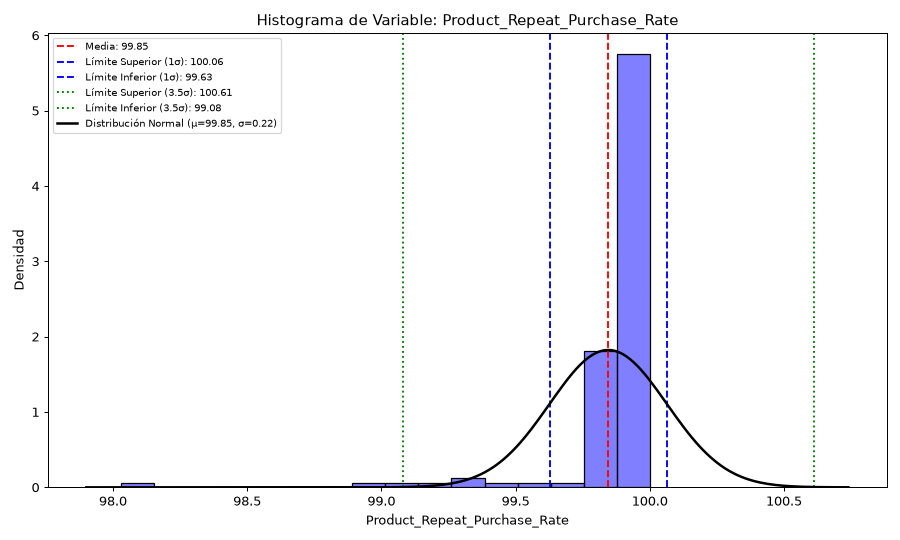 Histograma de Variable: Product_Repeat_Purchase_Rate
Media: 99.85
Límite Superior (1σ): 100.06
Límite Inferior (1σ): 99.63
Límite Superior (3.5σ): 100.61
Límite Inferior (3.5σ): 99.08
Distribución Normal (μ=99.85, σ=0.22)
Densidad
6
5
4
3
2
1
0
98.0 98.5 99.0 99.5 100.0 100.5
Product_Repeat_Purchase_Rate